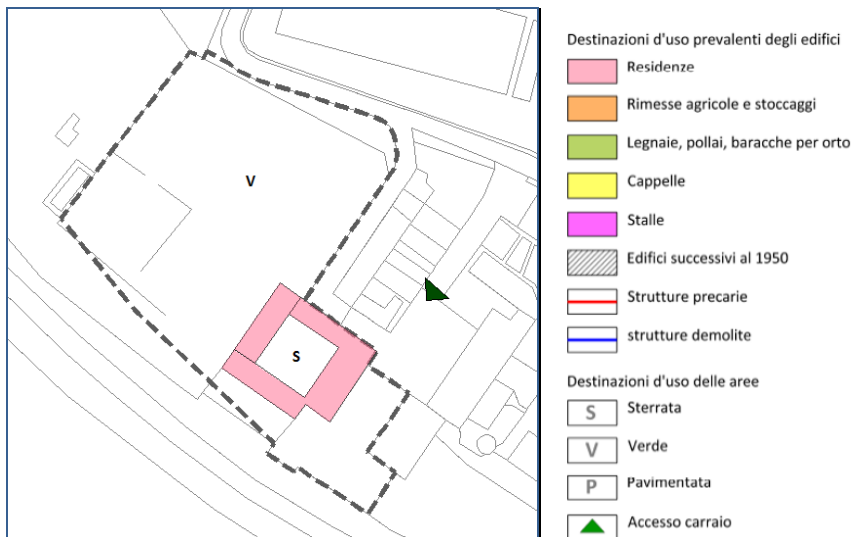 V
S
Destinazioni d'uso prevalenti degli edifici
Residenze
Rimesse agricole e stoccaggi
Legnaie, pollai, baracche per orto
Cappelle
Stalle
Edifici successivi al 1950
Strutture precarie
strutture demolite
Destinazioni d'uso delle aree
S Sterrata
V Verde
P Pavimentata
Accesso carraio